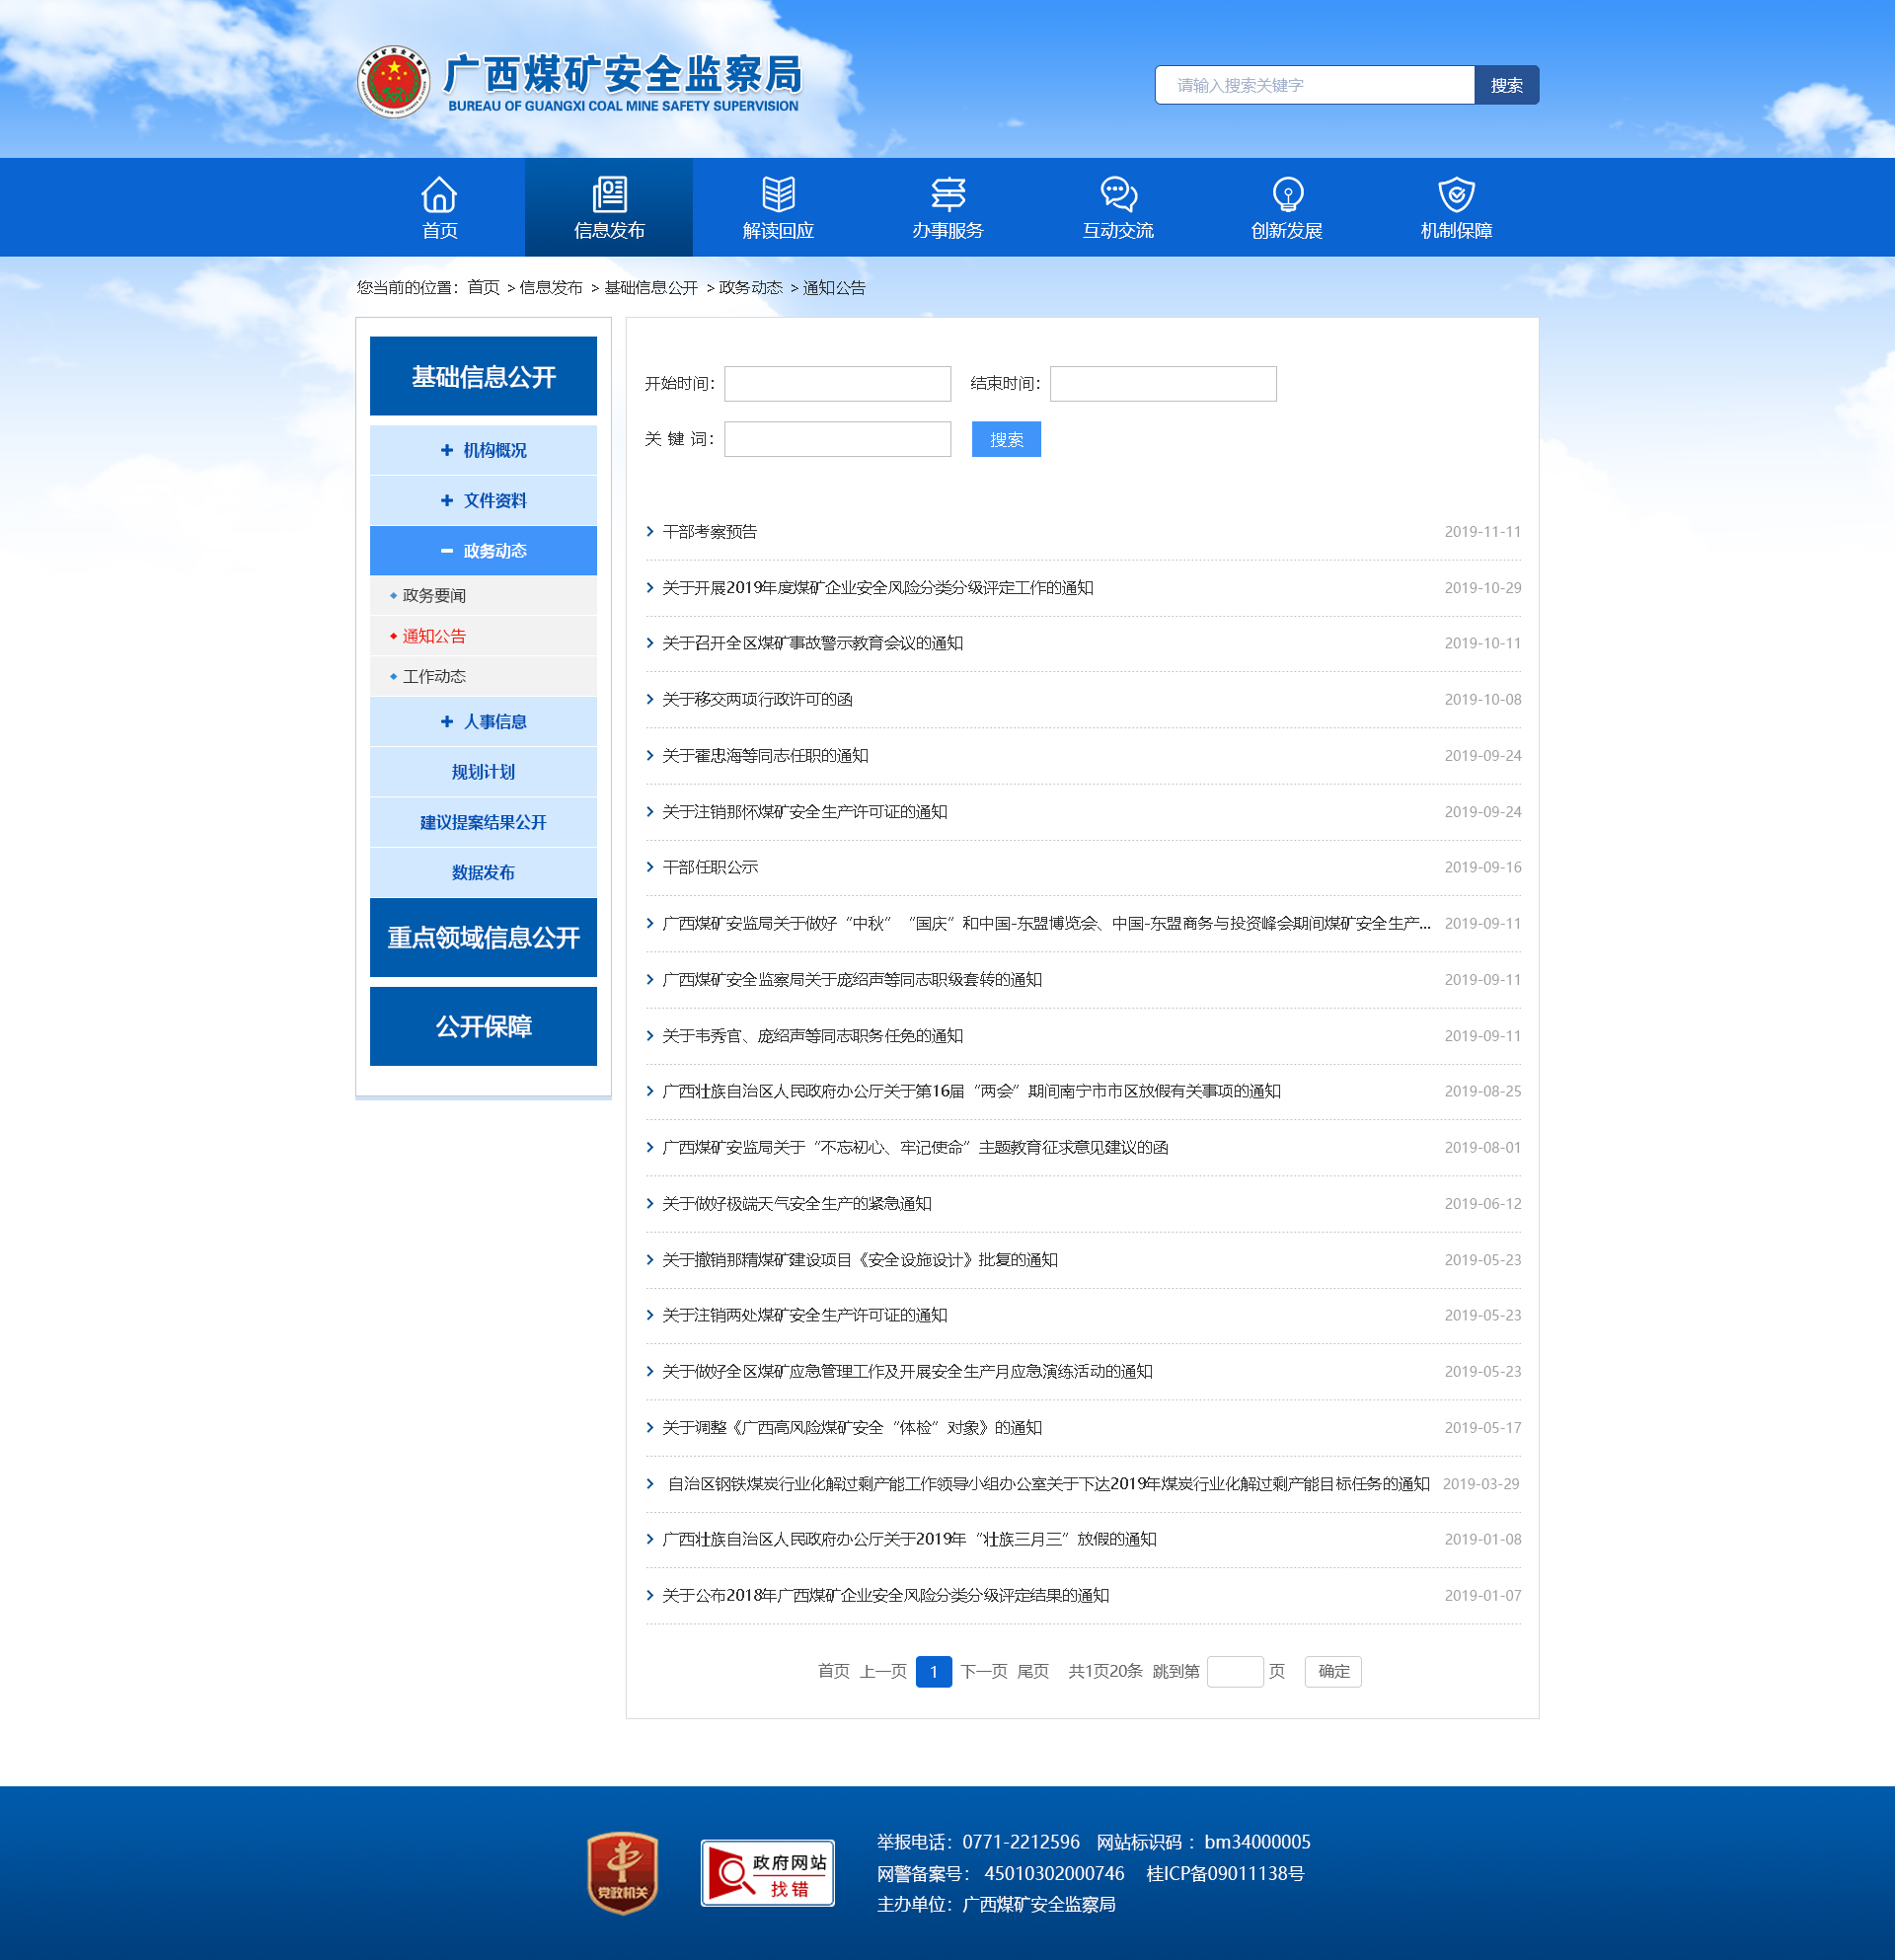 广西煤矿安全监察局
BUREAU OF GUANGXI COAL MINE SAFETY SUPERVISION
请输入搜索关键字 搜索
首页 信息发布 解读回应 办事服务 互动交流 创新发展 机制保障
您当前的位置：首页 > 信息发布 > 基础信息公开 > 政务动态 > 通知公告
基础信息公开
机构概况
文件资料
政务动态
政务要闻
通知公告
工作动态
人事信息
规划计划
建议提案结果公开
数据发布
重点领域信息公开
公开保障
开始时间： 结束时间：
关 键 词： 搜索
干部考察预告 2019-11-11
关于开展2019年度煤矿企业安全风险分类分级评定工作的通知 2019-10-29
关于召开全区煤矿事故警示教育会议的通知 2019-10-11
关于移交两项行政许可的函 2019-10-08
关于霍忠海等同志任职的通知 2019-09-24
关于注销那怀煤矿安全生产许可证的通知 2019-09-24
干部任职公示 2019-09-16
广西煤矿安监局关于做好“中秋”“国庆”和中国-东盟博览会、中国-东盟商务与投资峰会期间煤矿安全生产... 2019-09-11
广西煤矿安全监察局关于庞绍声等同志职级套转的通知 2019-09-11
关于韦秀官、庞绍声等同志职务任免的通知 2019-09-11
广西壮族自治区人民政府办公厅关于第16届“两会”期间南宁市市区放假有关事项的通知 2019-08-25
广西煤矿安监局关于“不忘初心、牢记使命”主题教育征求意见建议的函 2019-08-01
关于做好极端天气安全生产的紧急通知 2019-06-12
关于撤销那精煤矿建设项目《安全设施设计》批复的通知 2019-05-23
关于注销两处煤矿安全生产许可证的通知 2019-05-23
关于做好全区煤矿应急管理工作及开展安全生产月应急演练活动的通知 2019-05-23
关于调整《广西高风险煤矿安全“体检”对象》的通知 2019-05-17
自治区钢铁煤炭行业化解过剩产能工作领导小组办公室关于下达2019年煤炭行业化解过剩产能目标任务的通知 2019-03-29
广西壮族自治区人民政府办公厅关于2019年“壮族三月三”放假的通知 2019-01-08
关于公布2018年广西煤矿企业安全风险分类分级评定结果的通知 2019-01-07
首页 上一页 1 下一页 尾页 共1页20条 跳到第 页 确定
党政机关
政府网站
找错
举报电话：0771-2212596 网站标识码 ：bm34000005
网警备案号： 45010302000746 桂ICP备09011138号
主办单位：广西煤矿安全监察局